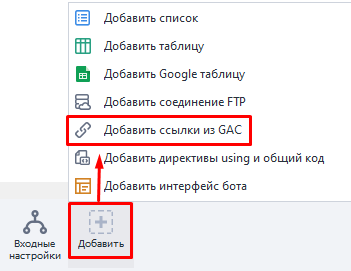 Добавить список
Добавить таблицу
Добавить Google таблицу
Добавить соединение FTP
Добавить ссылки из GAC
Добавить директивы using и общий код
Добавить интерфейс бота
Входные
настройки
Добавить